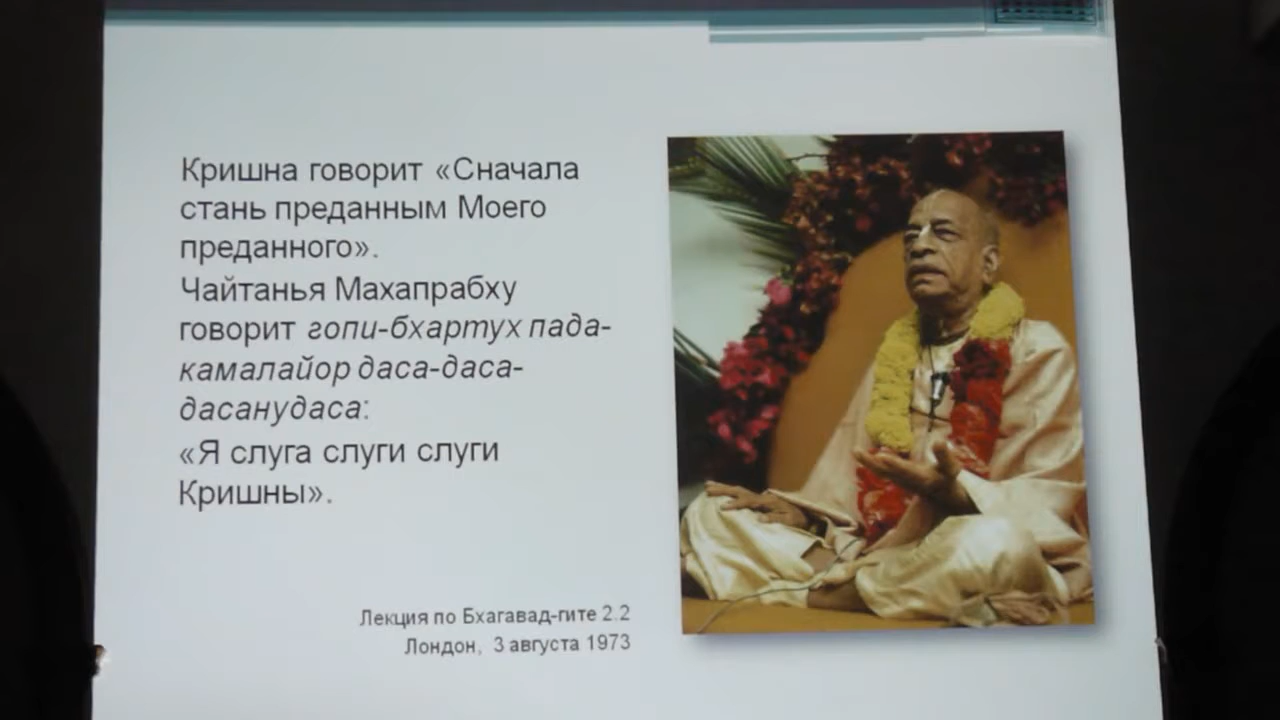 Кришна говорит «Сначала
стань преданным Моего
преданного».
Чайтанья Махапрабху
говорит гопи-бхартух пада-
камалайор даса-даса-
дасанудаса:
«Я слуга слуги слуги
Кришны».
Лекция по Бхагавад-гите 2.2
Лондон, 3 августа 1973